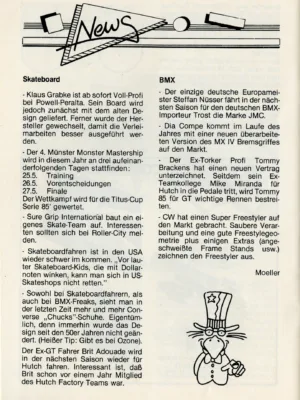 News
Skateboard
- Klaus Grabke ist ab sofort Voll-Profi
bei Powell-Peralta. Sein Board wird
jedoch zunächst mit dem alten De-
sign geliefert. Ferner wurde der Her-
steller gewechselt, damit die Verlei-
marbeiten besser ausgeführt wer-
den.
- Der 4. Münster Monster Mastership
wird in diesem Jahr an drei aufeinan-
derfolgenden Tagen stattfinden:
25.5. Training
26.5. Vorentscheidungen
27.5. Finale
Der Wettkampf wird für die Titus-Cup
Serie 85' gewertet.
- Sure Grip International baut ein ei-
genes Skate-Team auf. Interessen-
ten sollten sich bei Roller-City mel-
den.
- Skateboardfahren ist in den USA
wieder schwer im kommen. „Vor lau-
ter Skateboard-Kids, die mit Dollar-
noten winken, kann man sich in US-
Skateshops nicht retten."
- Sowohl bei Skateboardfahrern, als
auch bei BMX-Freaks, sieht man in
der letzten Zeit mehr und mehr Con-
verse „Chucks"-Schuhe. Eigentüm-
lich, denn immerhin wurde das De-
sign seit den 50er Jahren nicht geän-
dert. (Heißer Tip: Gibt es bei Ozone).
Der Ex-GT Fahrer Brit Adouade wird
in der nächsten Saison wieder für
Hutch fahren. Interessant ist, daß
Brit schon vor einem Jahr Mitglied
des Hutch Factory Teams war.
BMX
- Der einzige deutsche Europamei-
ster Steffan Nüsser fährt in der näch-
sten Saison für den deutschen BMX-
Importeur Trost die Marke JMC.
- Dia Compe kommt im Laufe des
Jahres mit einer neuen überarbeite-
ten Version des MX IV Bremsgriffes
auf den Markt.
- Der Ex-Torker Profi Tommy
Brackens hat einen neuen Vertrag
unterzeichnet. Seitdem sein Ex-
Teamkollege Mike Miranda für
Hutch in die Pedale tritt, wird Tommy
85 für GT wichtige Rennen bestrei-
ten.
- CW hat einen Super Freestyler auf
den Markt gebracht. Saubere Verar-
beitung und eine gute Freestylegeo-
metrie plus einigen Extras (ange-
schweißte Frame Stands usw.)
zeichnen den Freestyler aus.
Moeller